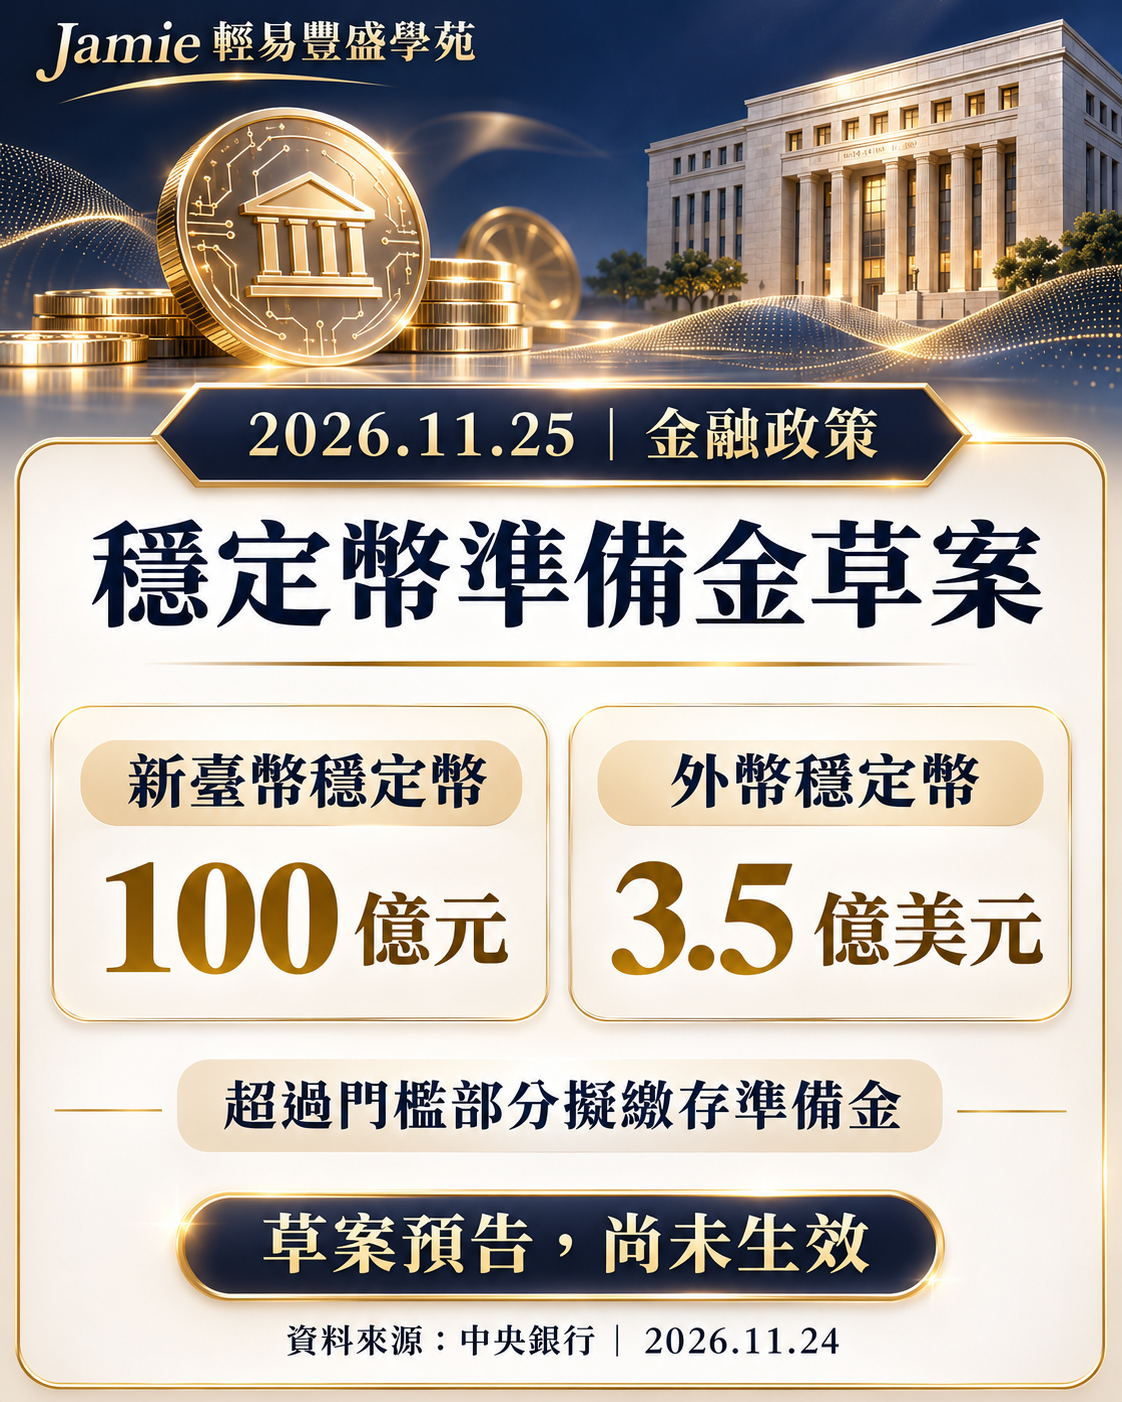 Jamie 輕易豐盛學苑
2026.11.25｜金融政策
穩定幣準備金草案
新臺幣穩定幣
100億元
外幣穩定幣
3.5億美元
超過門檻部分擬繳存準備金
草案預告，尚未生效
資料來源：中央銀行｜2026.11.24